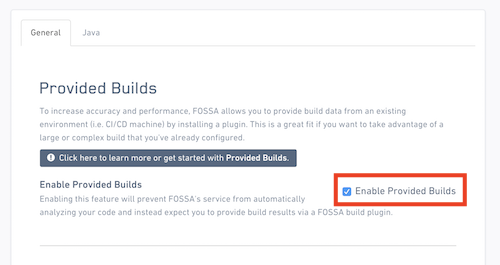 General Java
Provided Builds
To increase accuracy and performance, FOSSA allows you to provide build data from an existing
environment (i.e. CI/CD machine) by installing a plugin. This is a great fit if you want to take advantage of a
large or complex build that you've already configured.
Click here to learn more or get started with Provided Builds.
Enable Provided Builds
Enabling this feature will prevent FOSSA's service from automatically
analyzing your code and instead expect you to provide build results via a FOSSA build plugin.
Enable Provided Builds